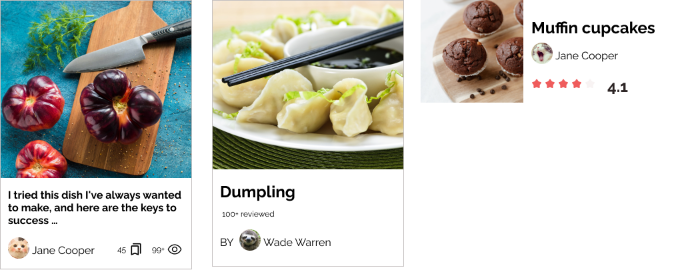 I tried this dish I've always wanted
to make, and here are the keys to
success ...
Jane Cooper 45 99+
Dumpling
100+ reviewed
BY Wade Warren
Muffin cupcakes
Jane Cooper
4.1